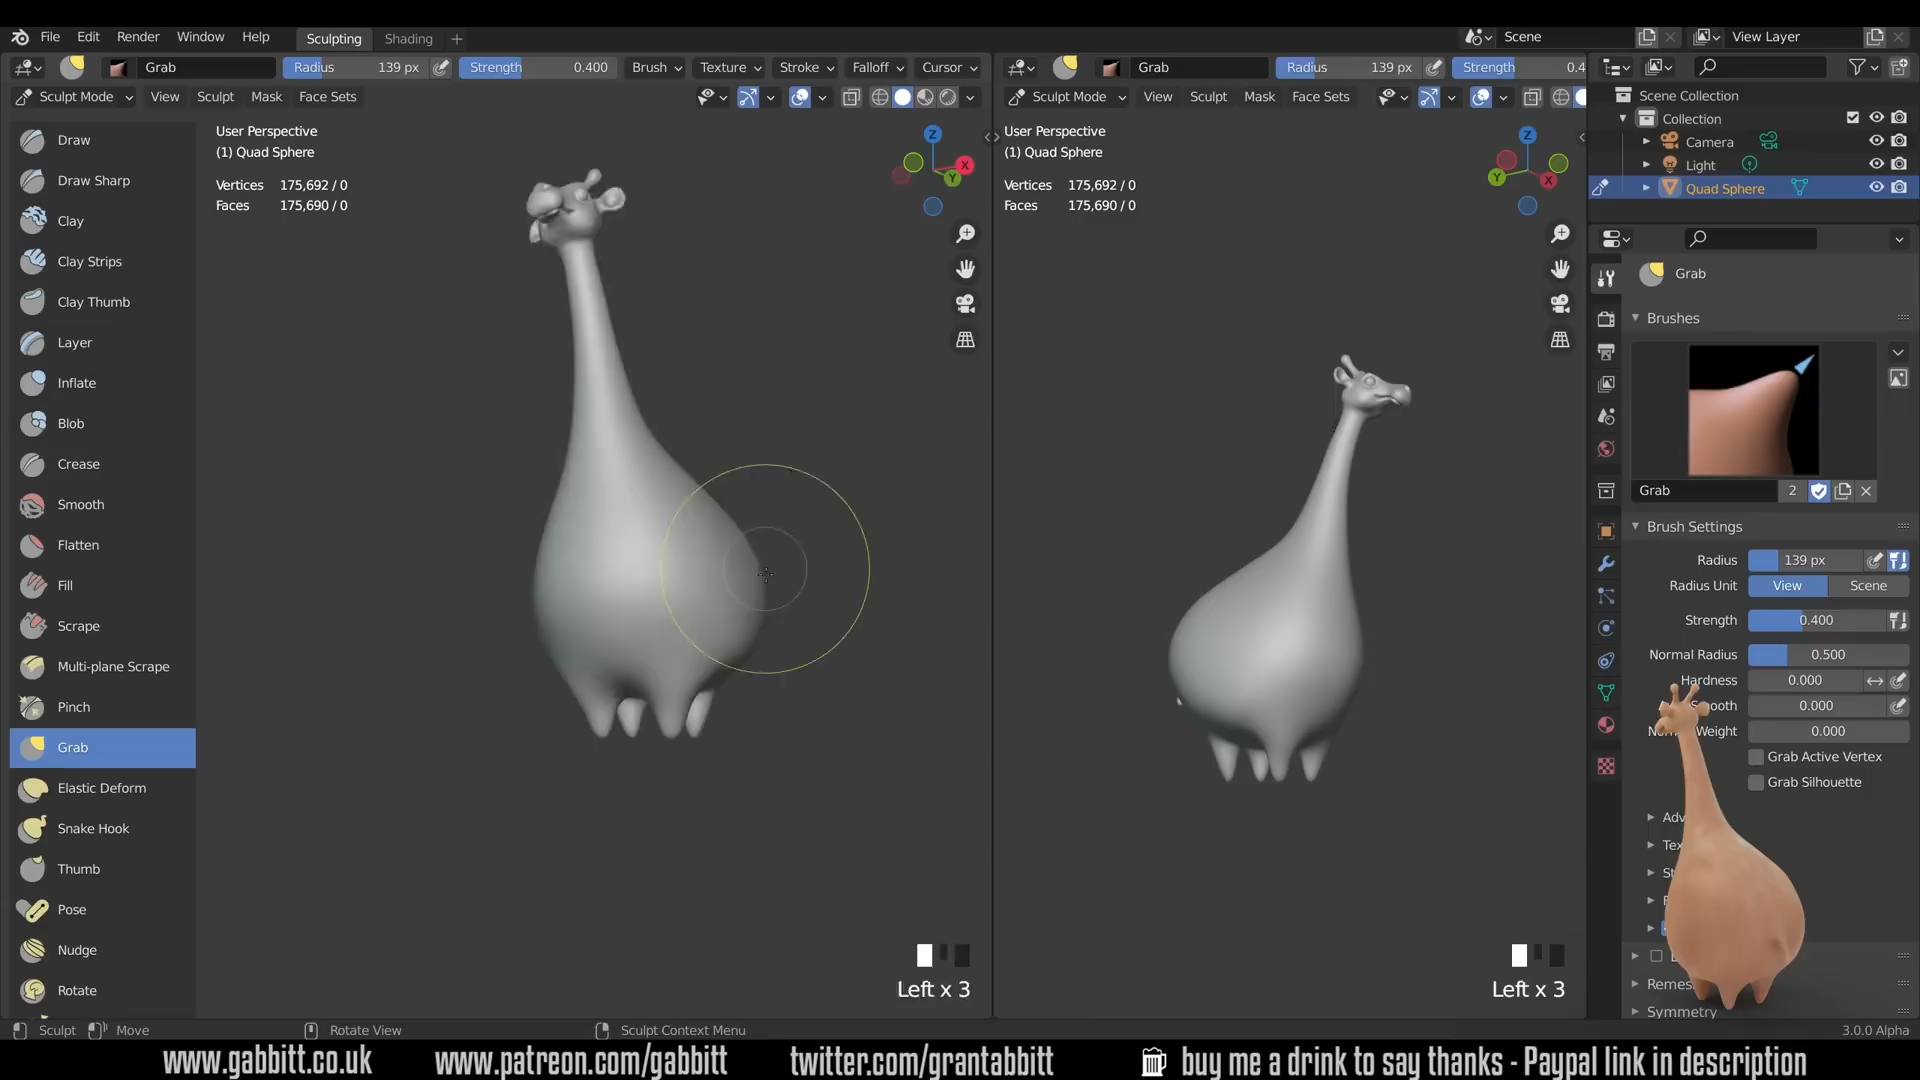 File Edit Render Window Help Sculpting Shading + Scene View Layer
Grab Radius 139 px Strength 0.400 Brush Texture Stroke Falloff Cursor
Grab Radius 139 px Strength 0.4
Sculpt Mode View Sculpt Mask Face Sets
Sculpt Mode View Sculpt Mask Face Sets
Draw
Draw Sharp
Clay
Clay Strips
Clay Thumb
Layer
Inflate
Blob
Crease
Smooth
Flatten
Fill
Scrape
Multi-plane Scrape
Pinch
Grab
Elastic Deform
Snake Hook
Thumb
Pose
Nudge
Rotate
User Perspective
(1) Quad Sphere
Vertices 175,692 / 0
Faces 175,690 / 0
Z
X
Y
Left x 3
User Perspective
(1) Quad Sphere
Vertices 175,692 / 0
Faces 175,690 / 0
Z
Y
X
Left x 3
Scene Collection
Collection
Camera
Light
Quad Sphere
Grab
Brushes
Grab 2
Brush Settings
Radius 139 px
Radius Unit View Scene
Strength 0.400
Normal Radius 0.500
Hardness 0.000
0.000
Weight 0.000
Grab Active Vertex
Grab Silhouette
Symmetry
Sculpt Move Rotate View Sculpt Context Menu 3.0.0 Alpha
www.gabbitt.co.uk www.patreon.com/gabbitt twitter.com/grantabbitt buy me a drink to say thanks - Paypal link in description